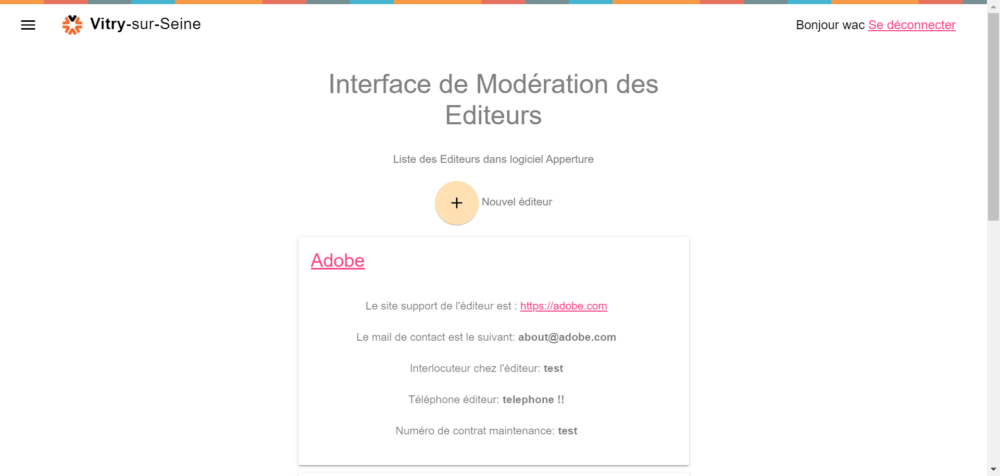 Vitry-sur-Seine
Bonjour wac Se déconnecter
Interface de Modération des
Editeurs
Liste des Editeurs dans logiciel Apperture
+ Nouvel éditeur
Adobe
Le site support de l'éditeur est : https://adobe.com
Le mail de contact est le suivant: about@adobe.com
Interlocuteur chez l'éditeur: test
Téléphone éditeur: telephone !!
Numéro de contrat maintenance: test